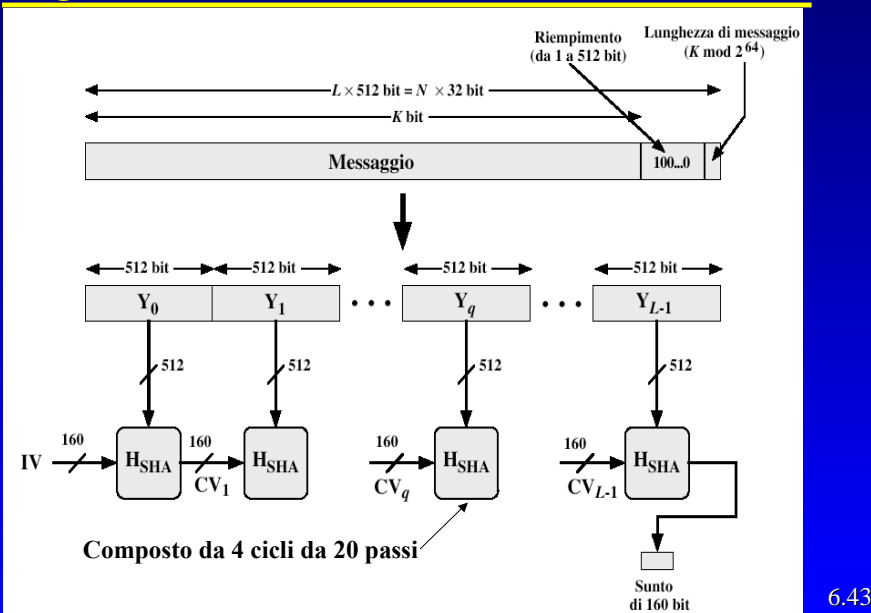 Riempimento
(da 1 a 512 bit)
Lunghezza di messaggio
(K mod 2^64)
L × 512 bit = N × 32 bit
K bit
Messaggio
100...0
512 bit 512 bit 512 bit 512 bit
Y0 Y1 • • • Yq • • • YL-1
512 512 512 512
160 160 160 160
IV HSHA HSHA HSHA HSHA
CV1 CVq CVL-1
Composto da 4 cicli da 20 passi
Sunto
di 160 bit
6.43